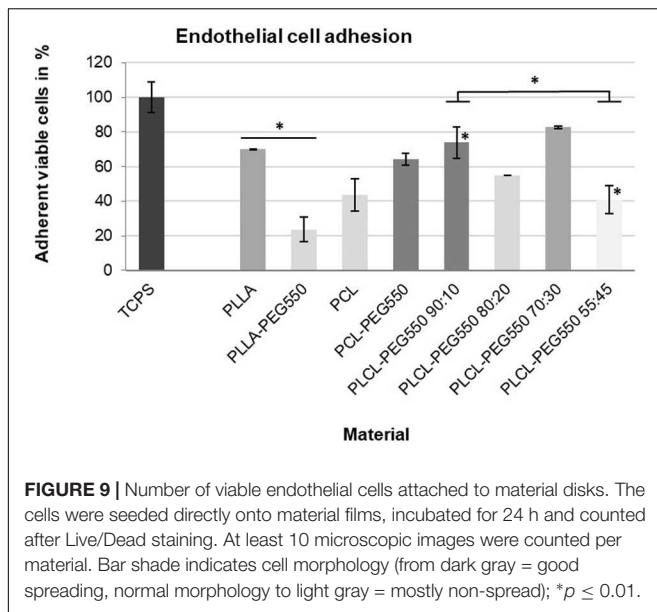 Endothelial cell adhesion
Adherent viable cells in %
120
100
80
60
40
20
0
*
*
*
*
TCPS
PLLA
PLLA-PEG550
PCL
PCL-PEG550
PLCL-PEG550 90:10
PLCL-PEG550 80:20
PLCL-PEG550 70:30
PLCL-PEG550 55:45
Material
FIGURE 9 | Number of viable endothelial cells attached to material disks. The
cells were seeded directly onto material films, incubated for 24 h and counted
after Live/Dead staining. At least 10 microscopic images were counted per
material. Bar shade indicates cell morphology (from dark gray = good
spreading, normal morphology to light gray = mostly non-spread); *p ≤ 0.01.